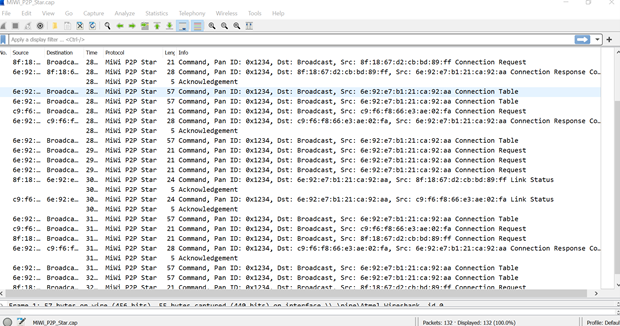 MiWi_P2P_Star.cap
File Edit View Go Capture Analyze Statistics Telephony Wireless Tools Help
Apply a display filter ... <Ctrl-/>
No. Source Destination Time Protocol Leng Info
8f:18:… Broadca… 28… MiWi P2P Star 21 Command, Pan ID: 0x1234, Dst: Broadcast, Src: 8f:18:67:d2:cb:bd:89:ff Connection Request
6e:92:… 8f:18:6… 28… MiWi P2P Star 28 Command, Pan ID: 0x1234, Dst: 8f:18:67:d2:cb:bd:89:ff, Src: 6e:92:e7:b1:21:ca:92:aa Connection Response Co…
28… MiWi P2P Star 5 Acknowledgement
6e:92:… Broadca… 28… MiWi P2P Star 57 Command, Pan ID: 0x1234, Dst: Broadcast, Src: 6e:92:e7:b1:21:ca:92:aa Connection Table
6e:92:… Broadca… 28… MiWi P2P Star 57 Command, Pan ID: 0x1234, Dst: Broadcast, Src: 6e:92:e7:b1:21:ca:92:aa Connection Table
c9:f6:… Broadca… 28… MiWi P2P Star 21 Command, Pan ID: 0x1234, Dst: Broadcast, Src: c9:f6:f8:66:e3:ae:02:fa Connection Request
6e:92:… c9:f6:f… 28… MiWi P2P Star 28 Command, Pan ID: 0x1234, Dst: c9:f6:f8:66:e3:ae:02:fa, Src: 6e:92:e7:b1:21:ca:92:aa Connection Response Co…
28… MiWi P2P Star 5 Acknowledgement
6e:92:… Broadca… 29… MiWi P2P Star 57 Command, Pan ID: 0x1234, Dst: Broadcast, Src: 6e:92:e7:b1:21:ca:92:aa Connection Table
6e:92:… Broadca… 29… MiWi P2P Star 21 Command, Pan ID: 0x1234, Dst: Broadcast, Src: 6e:92:e7:b1:21:ca:92:aa Connection Request
6e:92:… Broadca… 29… MiWi P2P Star 21 Command, Pan ID: 0x1234, Dst: Broadcast, Src: 6e:92:e7:b1:21:ca:92:aa Connection Request
6e:92:… Broadca… 29… MiWi P2P Star 21 Command, Pan ID: 0x1234, Dst: Broadcast, Src: 6e:92:e7:b1:21:ca:92:aa Connection Request
8f:18:… 6e:92:e… 30… MiWi P2P Star 24 Command, Pan ID: 0x1234, Dst: 6e:92:e7:b1:21:ca:92:aa, Src: 8f:18:67:d2:cb:bd:89:ff Link Status
30… MiWi P2P Star 5 Acknowledgement
c9:f6:… 6e:92:e… 30… MiWi P2P Star 24 Command, Pan ID: 0x1234, Dst: 6e:92:e7:b1:21:ca:92:aa, Src: c9:f6:f8:66:e3:ae:02:fa Link Status
30… MiWi P2P Star 5 Acknowledgement
6e:92:… Broadca… 31… MiWi P2P Star 57 Command, Pan ID: 0x1234, Dst: Broadcast, Src: 6e:92:e7:b1:21:ca:92:aa Connection Table
c9:f6:… Broadca… 31… MiWi P2P Star 21 Command, Pan ID: 0x1234, Dst: Broadcast, Src: c9:f6:f8:66:e3:ae:02:fa Connection Request
8f:18:… Broadca… 31… MiWi P2P Star 21 Command, Pan ID: 0x1234, Dst: Broadcast, Src: 8f:18:67:d2:cb:bd:89:ff Connection Request
6e:92:… c9:f6:f… 31… MiWi P2P Star 28 Command, Pan ID: 0x1234, Dst: c9:f6:f8:66:e3:ae:02:fa, Src: 6e:92:e7:b1:21:ca:92:aa Connection Response Co…
31… MiWi P2P Star 5 Acknowledgement
6e:92:… Broadca… 32… MiWi P2P Star 57 Command, Pan ID: 0x1234, Dst: Broadcast, Src: 6e:92:e7:b1:21:ca:92:aa Connection Table
6e:92:… Broadca… 32… MiWi P2P Star 57 Command, Pan ID: 0x1234, Dst: Broadcast, Src: 6e:92:e7:b1:21:ca:92:aa Connection Table
8f:18:… Broadca… 32… MiWi P2P Star 21 Command, Pan ID: 0x1234, Dst: Broadcast, Src: 8f:18:67:d2:cb:bd:89:ff Connection Request
Frame 1: 57 bytes on wire (456 bits), 55 bytes captured (440 bits) on interface \\.\pipe\Atmel_Wireshark, id 0
MiWi_P2P_Star.cap Packets: 132 · Displayed: 132 (100.0%) Profile: Defaul